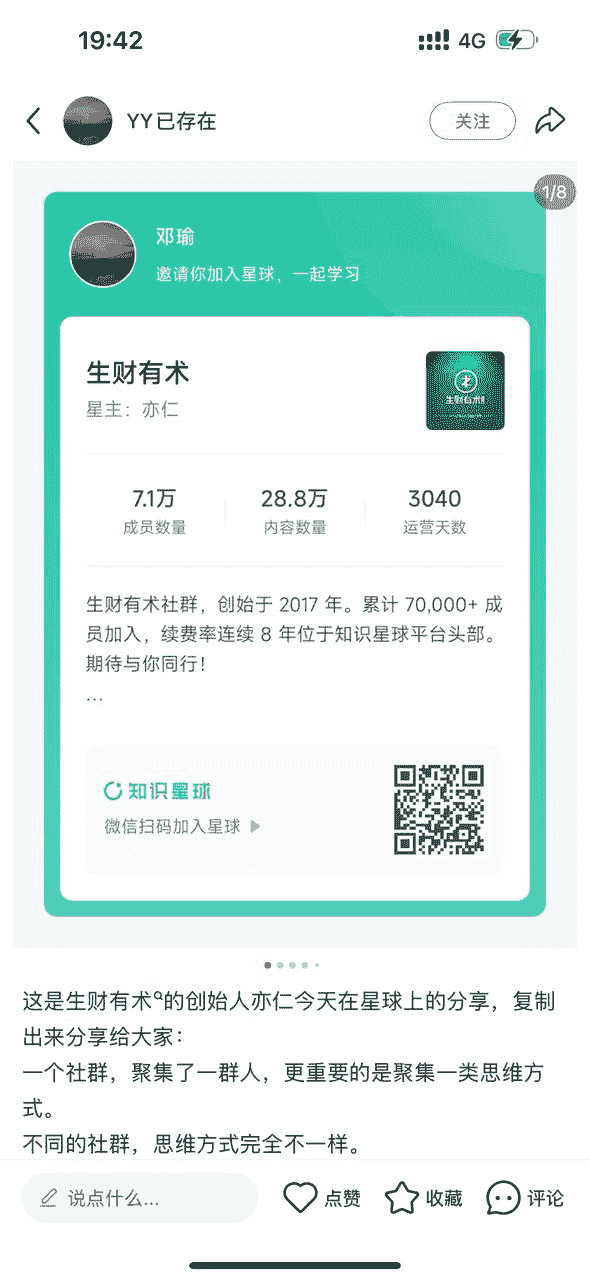 19:42
4G
YY已存在
关注
1/8
邓瑜
邀请你加入星球，一起学习
生财有术
星主：亦仁
生财有术
7.1万
28.8万
3040
成员数量
内容数量
运营天数
生财有术社群，创始于 2017 年。累计 70,000+ 成
员加入，续费率连续 8 年位于知识星球平台头部。
期待与你同行！
...
知识星球
微信扫码加入星球
这是生财有术的创始人亦仁今天在星球上的分享，复制
出来分享给大家：
一个社群，聚集了一群人，更重要的是聚集一类思维方
式。
不同的社群，思维方式完全不一样。
说点什么...
点赞
收藏
评论